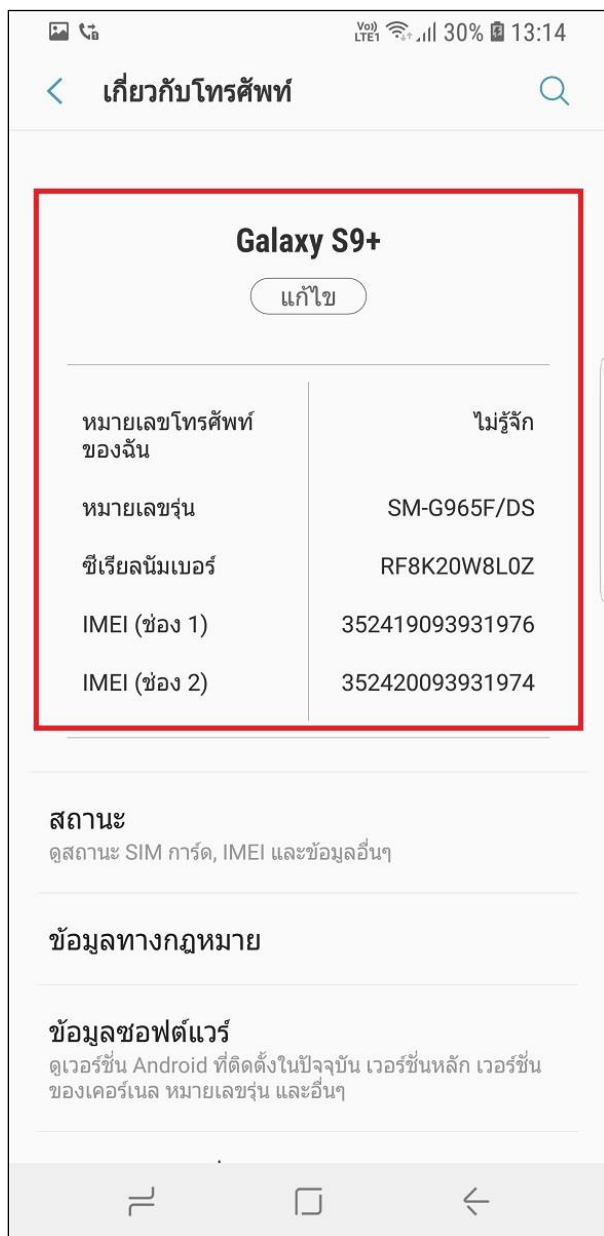 Vo)) LTE1 30% 13:14
เกี่ยวกับโทรศัพท์
Galaxy S9+
แก้ไข
หมายเลขโทรศัพท์ของฉัน ไม่รู้จัก
หมายเลขรุ่น SM-G965F/DS
ซีเรียลนัมเบอร์ RF8K20W8L0Z
IMEI (ช่อง 1) 352419093931976
IMEI (ช่อง 2) 352420093931974
สถานะ
ดูสถานะ SIM การ์ด, IMEI และข้อมูลอื่นๆ
ข้อมูลทางกฎหมาย
ข้อมูลซอฟต์แวร์
ดูเวอร์ชั่น Android ที่ติดตั้งในปัจจุบัน เวอร์ชั่นหลัก เวอร์ชั่น
ของเคอร์เนล หมายเลขรุ่น และอื่นๆ